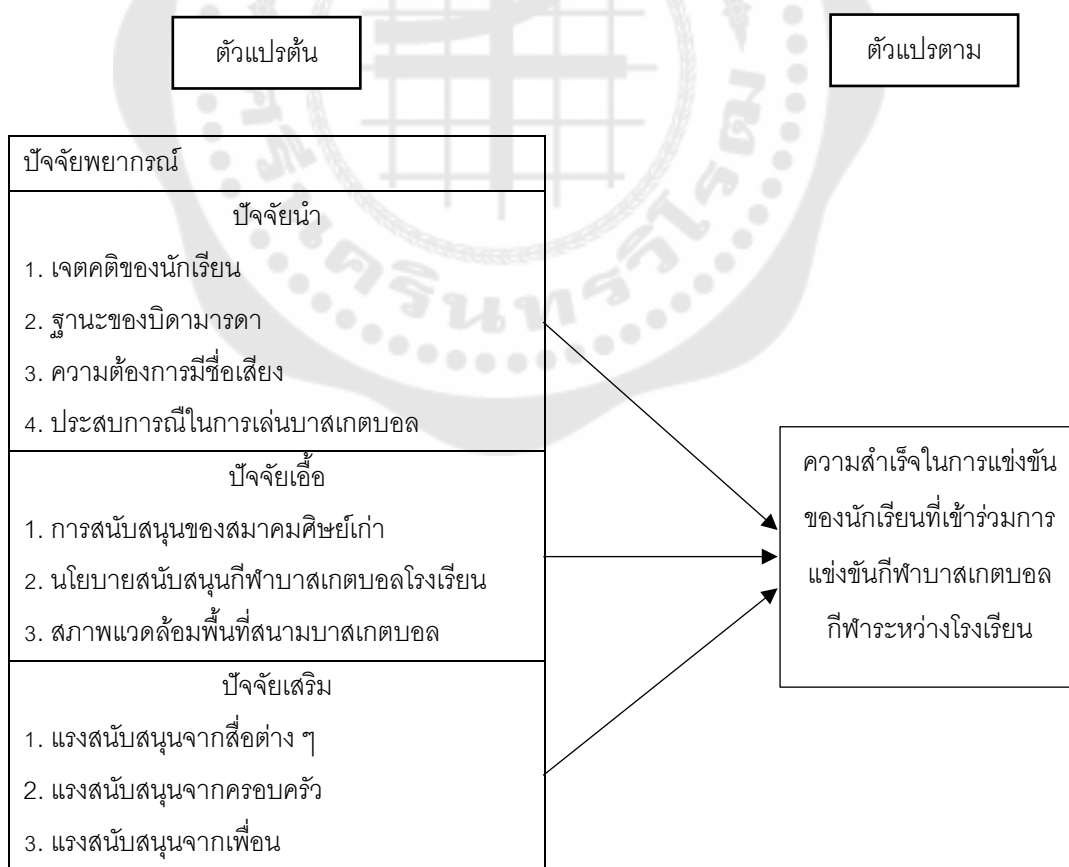 ตัวแปรต้น
ตัวแปรตาม
ปัจจัยพยากรณ์
ปัจจัยนำ
1. เจตคติของนักเรียน
2. ฐานะของบิดามารดา
3. ความต้องการมีชื่อเสียง
4. ประสบการณืในการเล่นบาสเกตบอล
ปัจจัยเอื้อ
1. การสนับสนุนของสมาคมศิษย์เก่า
2. นโยบายสนับสนุนกีฬาบาสเกตบอลโรงเรียน
3. สภาพแวดล้อมพื้นที่สนามบาสเกตบอล
ปัจจัยเสริม
1. แรงสนับสนุนจากสื่อต่าง ๆ
2. แรงสนับสนุนจากครอบครัว
3. แรงสนับสนุนจากเพื่อน
ความสำเร็จในการแข่งขัน
ของนักเรียนที่เข้าร่วมการ
แข่งขันกีฬาบาสเกตบอล
กีฬาระหว่างโรงเรียน